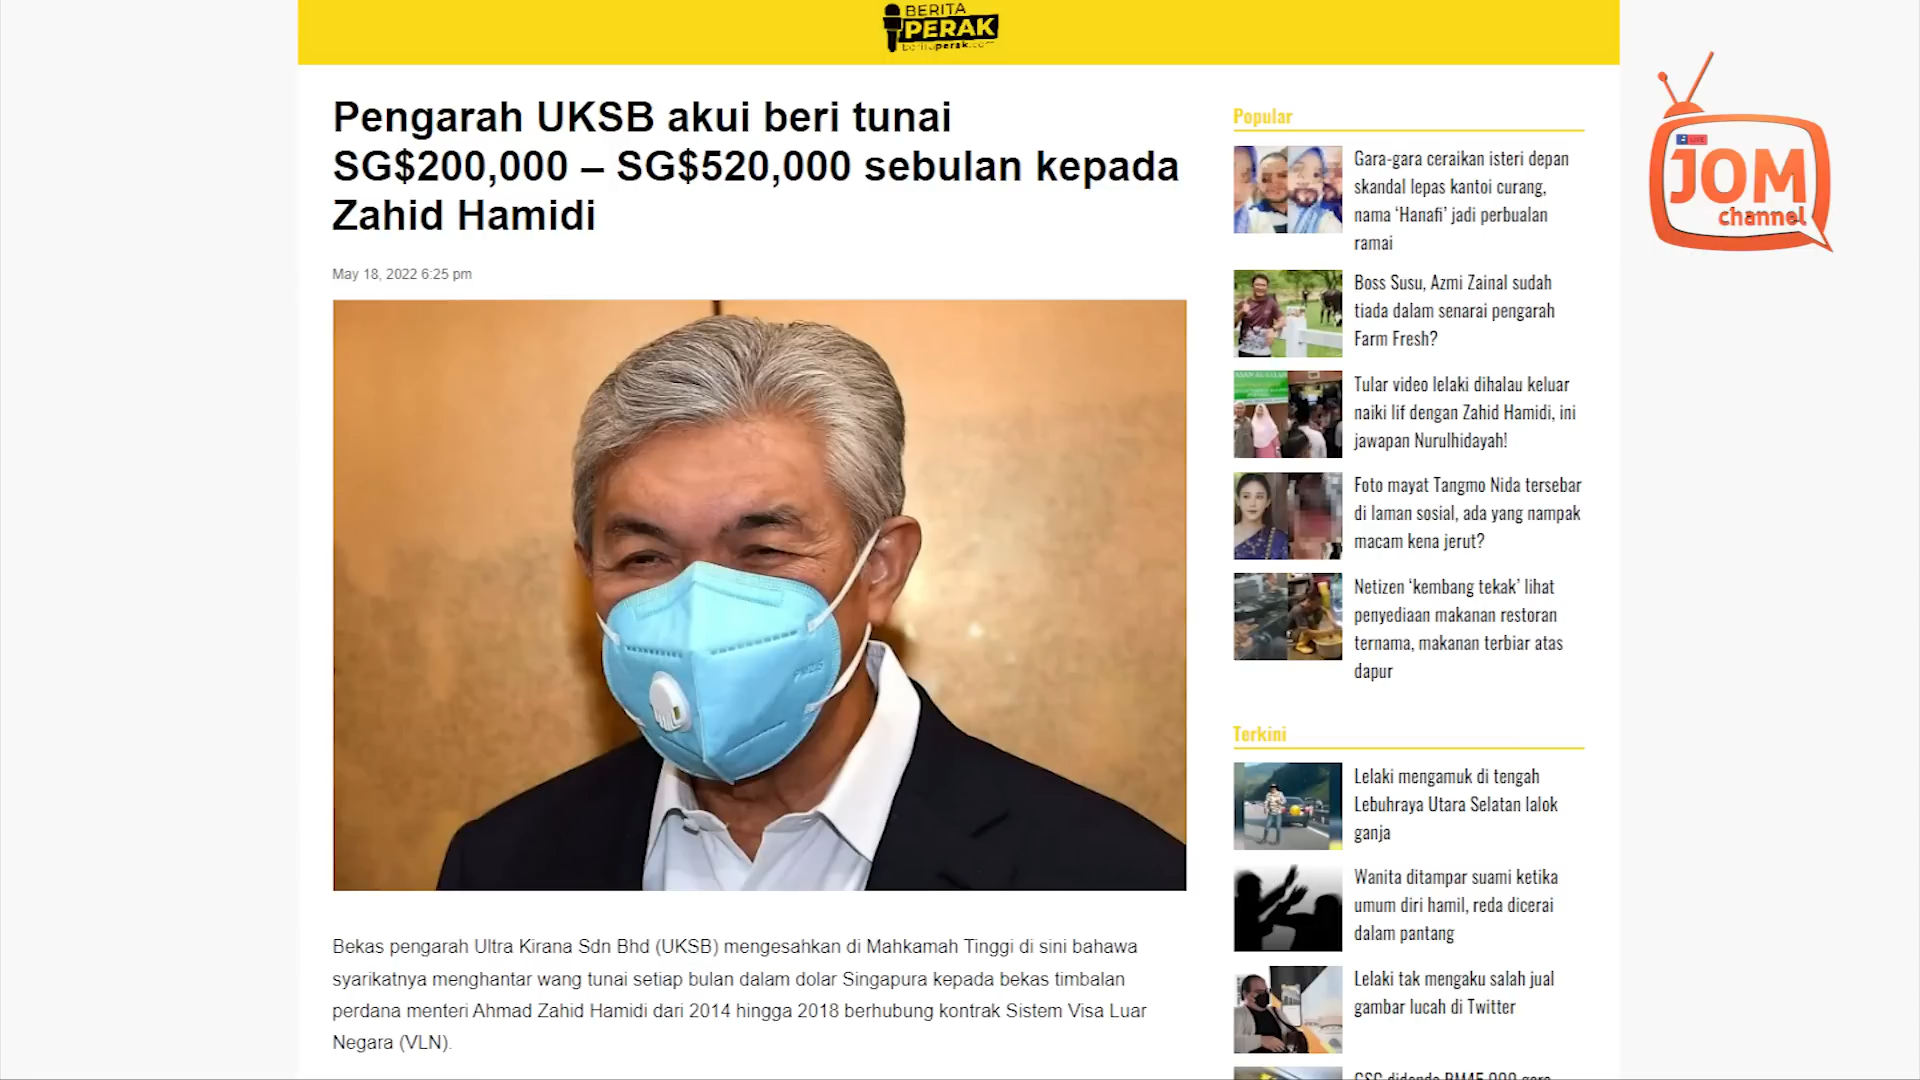 BERITA
PERAK
beritaperak.com
Pengarah UKSB akui beri tunai
SG$200,000 – SG$520,000 sebulan kepada
Zahid Hamidi
May 18, 2022 6:25 pm
Bekas pengarah Ultra Kirana Sdn Bhd (UKSB) mengesahkan di Mahkamah Tinggi di sini bahawa
syarikatnya menghantar wang tunai setiap bulan dalam dolar Singapura kepada bekas timbalan
perdana menteri Ahmad Zahid Hamidi dari 2014 hingga 2018 berhubung kontrak Sistem Visa Luar
Negara (VLN).
Popular
Gara-gara ceraikan isteri depan
skandal lepas kantoi curang,
nama ‘Hanafi’ jadi perbualan
ramai
Boss Susu, Azmi Zainal sudah
tiada dalam senarai pengarah
Farm Fresh?
Tular video lelaki dihalau keluar
naiki lif dengan Zahid Hamidi, ini
jawapan Nurulhidayah!
Foto mayat Tangmo Nida tersebar
di laman sosial, ada yang nampak
macam kena jerut?
Netizen ‘kembang tekak’ lihat
penyediaan makanan restoran
ternama, makanan terbiar atas
dapur
Terkini
Lelaki mengamuk di tengah
Lebuhraya Utara Selatan lalok
ganja
Wanita ditampar suami ketika
umum diri hamil, reda dicerai
dalam pantang
Lelaki tak mengaku salah jual
gambar lucah di Twitter
JOM
channel